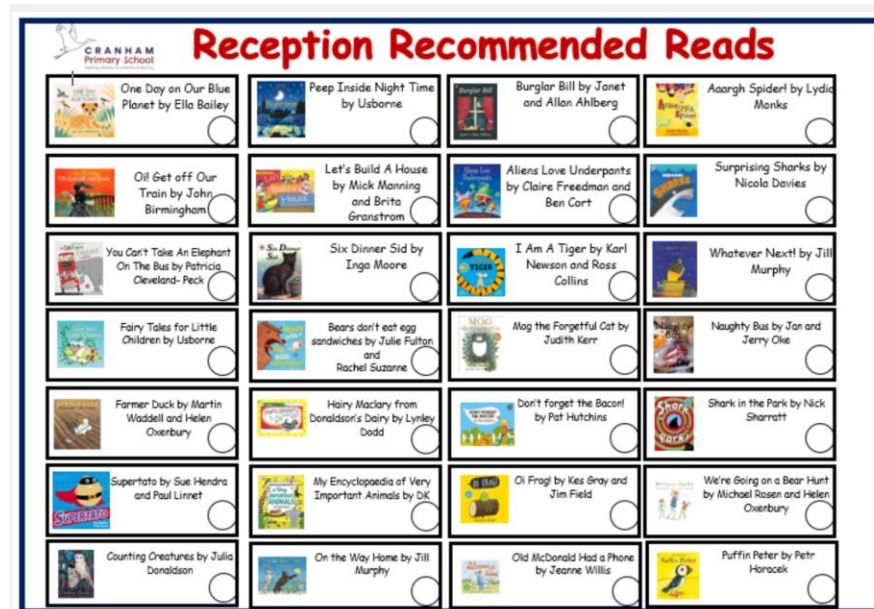 CRANHAM
Primary School
Reception Recommended Reads
One Day on Our Blue
Planet by Ella Bailey
Peep Inside Night Time
by Usborne
Burglar Bill by Janet
and Allan Ahlberg
Aaargh Spider! by Lydia
Monks
Oi! Get off Our
Train by John
Birmingham
Let's Build A House
by Mick Manning
and Brita
Granstrom
Aliens Love Underpants
by Claire Freedman and
Ben Cort
Surprising Sharks by
Nicola Davies
You Can't Take An Elephant
On The Bus by Patricia
Cleveland- Peck
Six Dinner Sid by
Inga Moore
I Am A Tiger by Karl
Newson and Ross
Collins
Whatever Next! by Jill
Murphy
Fairy Tales for Little
Children by Usborne
Bears don't eat egg
sandwiches by Julie Fulton
and
Rachel Suzanne
Mog the Forgetful Cat by
Judith Kerr
Naughty Bus by Jan and
Jerry Oke
Farmer Duck by Martin
Waddell and Helen
Oxenbury
Hairy Maclary from
Donaldson's Dairy by Lynley
Dodd
Don't forget the Bacon!
by Pat Hutchins
Shark in the Park by Nick
Sharratt
Supertato by Sue Hendra
and Paul Linnet
SUPERTATO
My Encyclopaedia of Very
Important Animals by DK
Oi Frog! by Kes Gray and
Jim Field
We're Going on a Bear Hunt
by Michael Rosen and Helen
Oxenbury
Counting Creatures by Julia
Donaldson
On the Way Home by Jill
Murphy
Old McDonald Had a Phone
by Jeanne Willis
Puffin Peter by Petr
Horacek